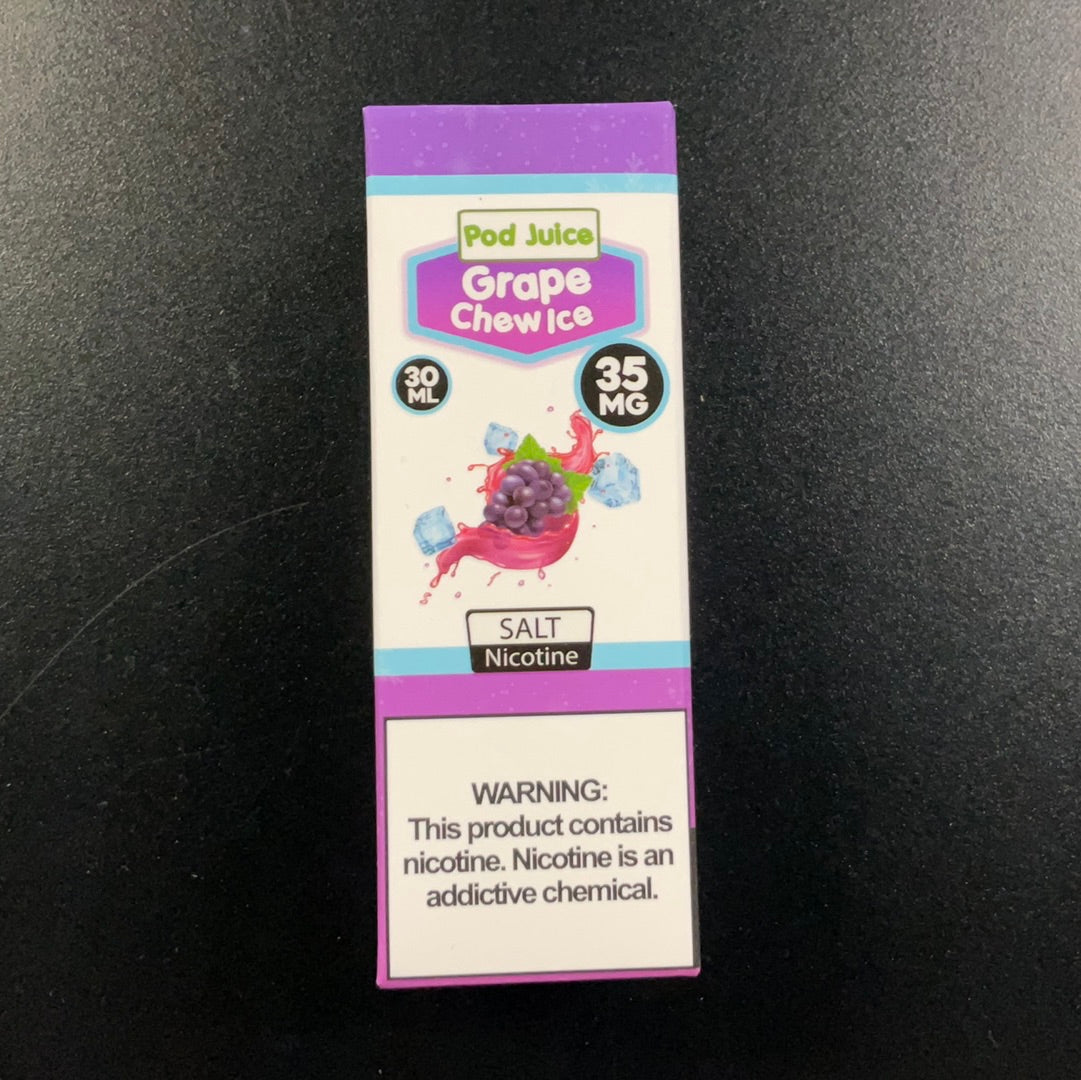 Pod Juice
Grape
Chew Ice
30
ML
35
MG
SALT
Nicotine
WARNING:
This product contains
nicotine. Nicotine is an
addictive chemical.